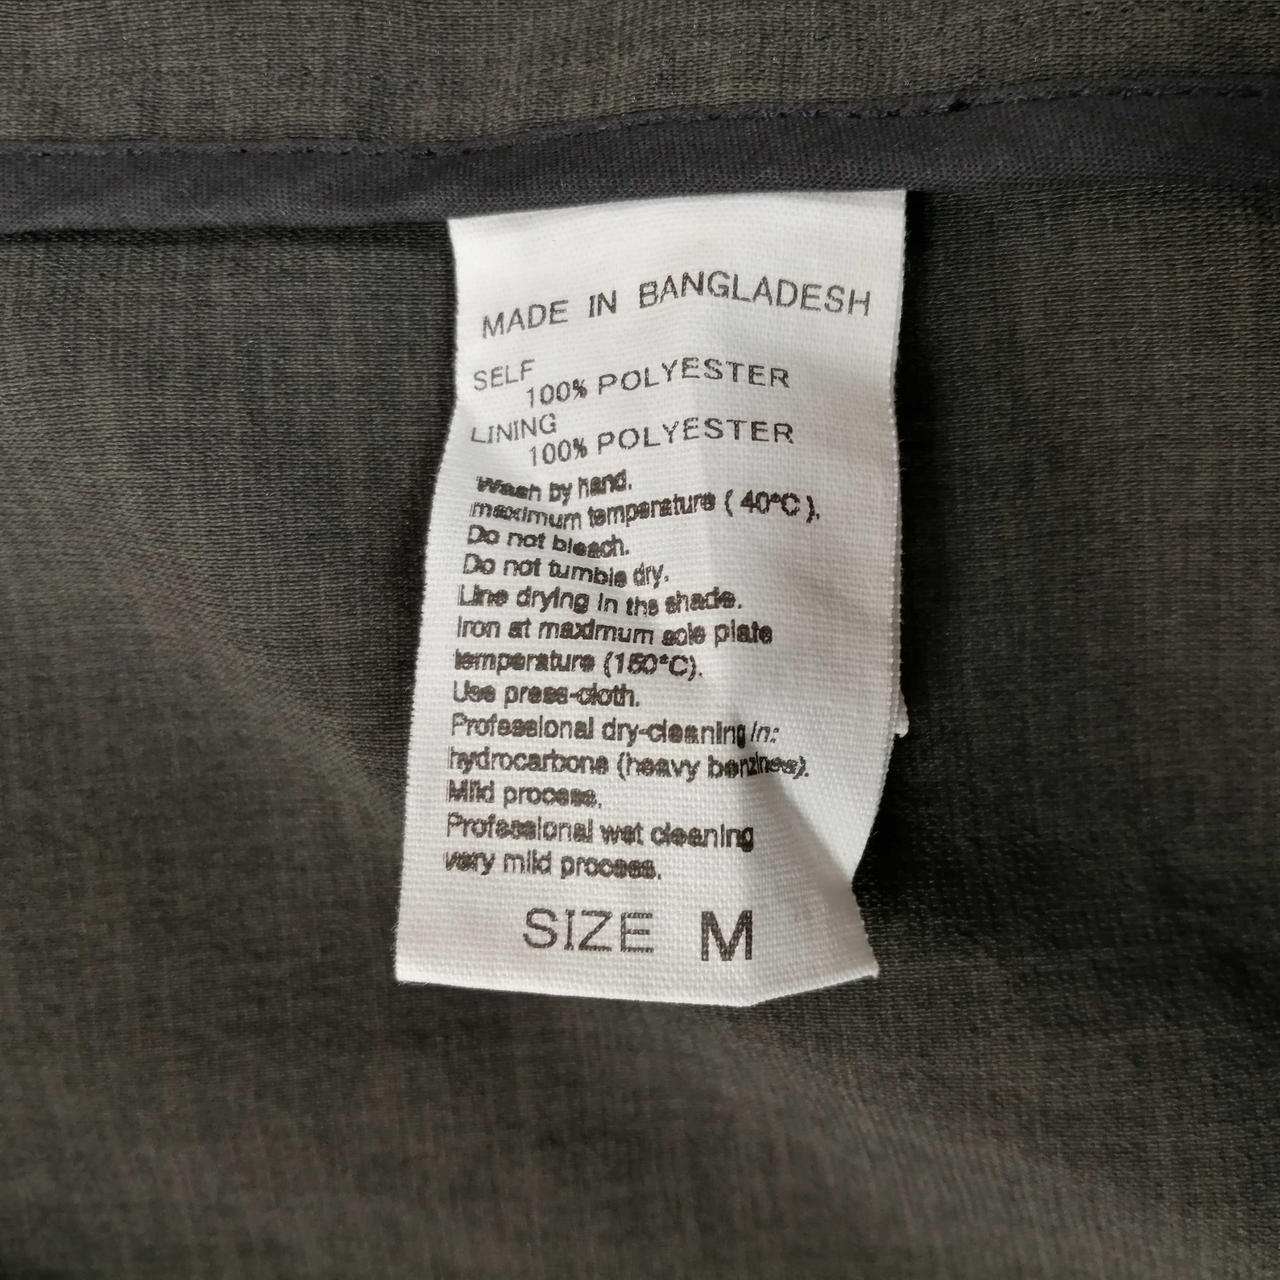 MADE IN BANGLADESH
SELF
100% POLYESTER
LINING
100% POLYESTER
Wash by hand.
maximum temperature ( 40°C ).
Do not bleach.
Do not tumble dry.
Line drying in the shade.
Iron at maximum sole plate
temperature (150°C).
Use press-cloth.
Professional dry-cleaning in:
hydrocarbons (heavy benzines).
Mild process.
Professional wet cleaning
very mild process.
SIZE M